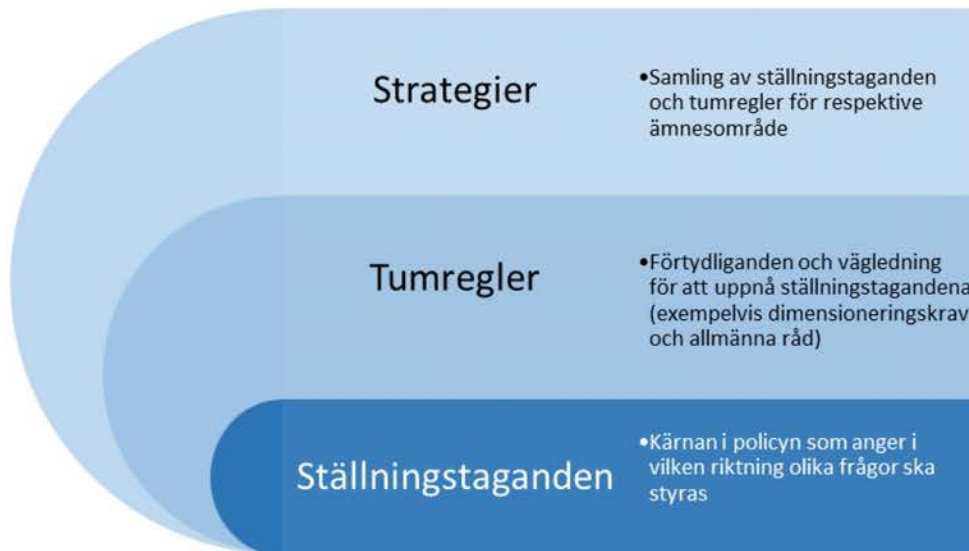 Strategier
•Samling av ställningstaganden
och tumregler för respektive
ämnesområde
Tumregler
•Förtydliganden och vägledning
för att uppnå ställningstagandena
(exempelvis dimensioneringskrav
och allmänna råd)
Ställningstaganden
•Kärnan i policyn som anger i
vilken riktning olika frågor ska
styras